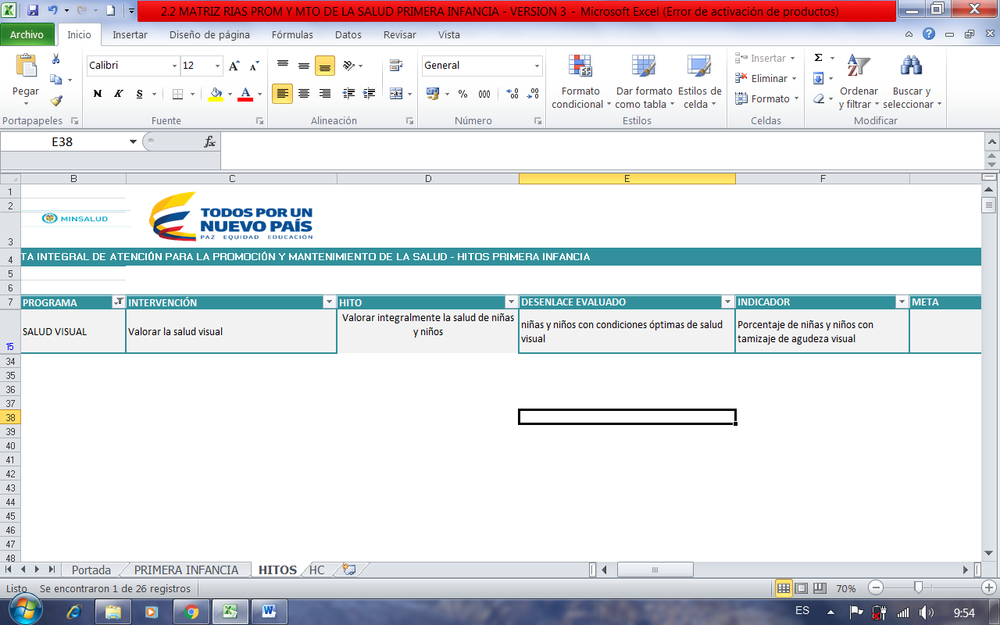 2.2 MATRIZ RIAS PROM Y MTO DE LA SALUD PRIMERA INFANCIA - VERSION 3 - Microsoft Excel (Error de activación de productos)
Archivo Inicio Insertar Diseño de página Fórmulas Datos Revisar Vista
Pegar
Calibri 12
N K S
General
% 000
Formato condicional
Dar formato como tabla
Estilos de celda
Insertar
Eliminar
Formato
Ordenar y filtrar
Buscar y seleccionar
Portapapeles Fuente Alineación Número Estilos Celdas Modificar
E38 fx
B C D E F
1
2
3
MINSALUD
TODOS POR UN
NUEVO PAÍS
PAZ EQUIDAD EDUCACIÓN
4 TA INTEGRAL DE ATENCIÓN PARA LA PROMOCIÓN Y MANTENIMIENTO DE LA SALUD - HITOS PRIMERA INFANCIA
5
6
7 PROGRAMA INTERVENCIÓN HITO DESENLACE EVALUADO INDICADOR META
15 SALUD VISUAL
Valorar la salud visual
Valorar integralmente la salud de niñas
y niños
niñas y niños con condiciones óptimas de salud
visual
Porcentaje de niñas y niños con
tamizaje de agudeza visual
34
35
36
37
38
39
40
41
42
43
44
45
46
47
48
Portada PRIMERA INFANCIA HITOS HC
Listo Se encontraron 1 de 26 registros 70%
ES 9:54